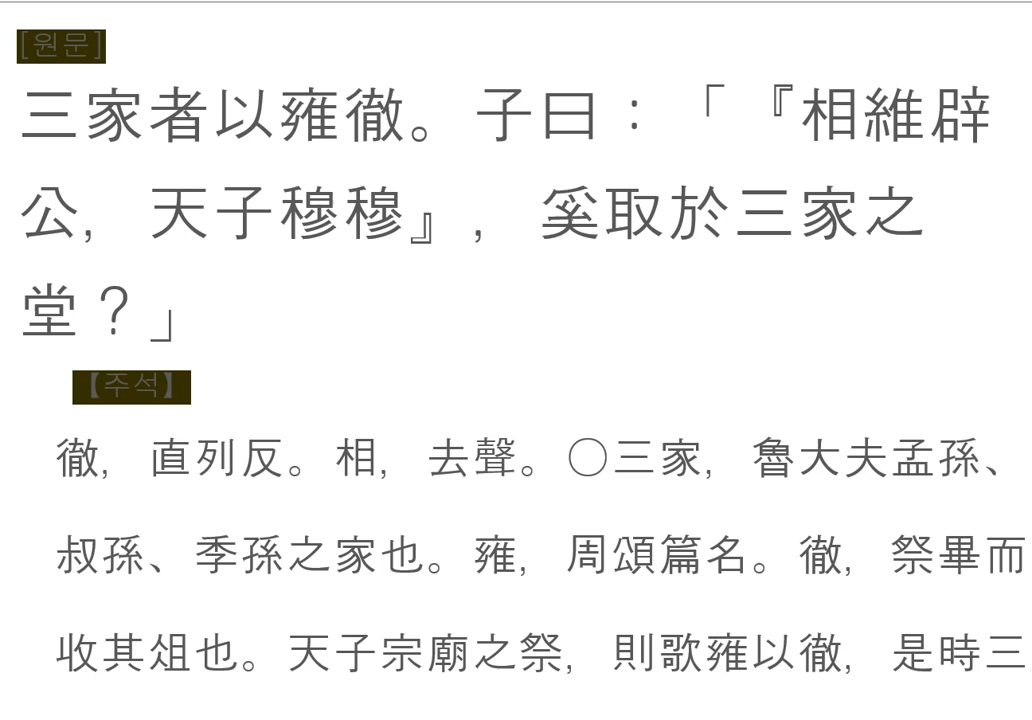 [원문]
三家者以雍徹。子曰：「『相維辟
公, 天子穆穆』, 奚取於三家之
堂？」
【주석】
徹, 直列反。相, 去聲。○三家, 魯大夫孟孫、
叔孫、季孫之家也。雍, 周頌篇名。徹, 祭畢而
收其俎也。天子宗廟之祭, 則歌雍以徹, 是時三